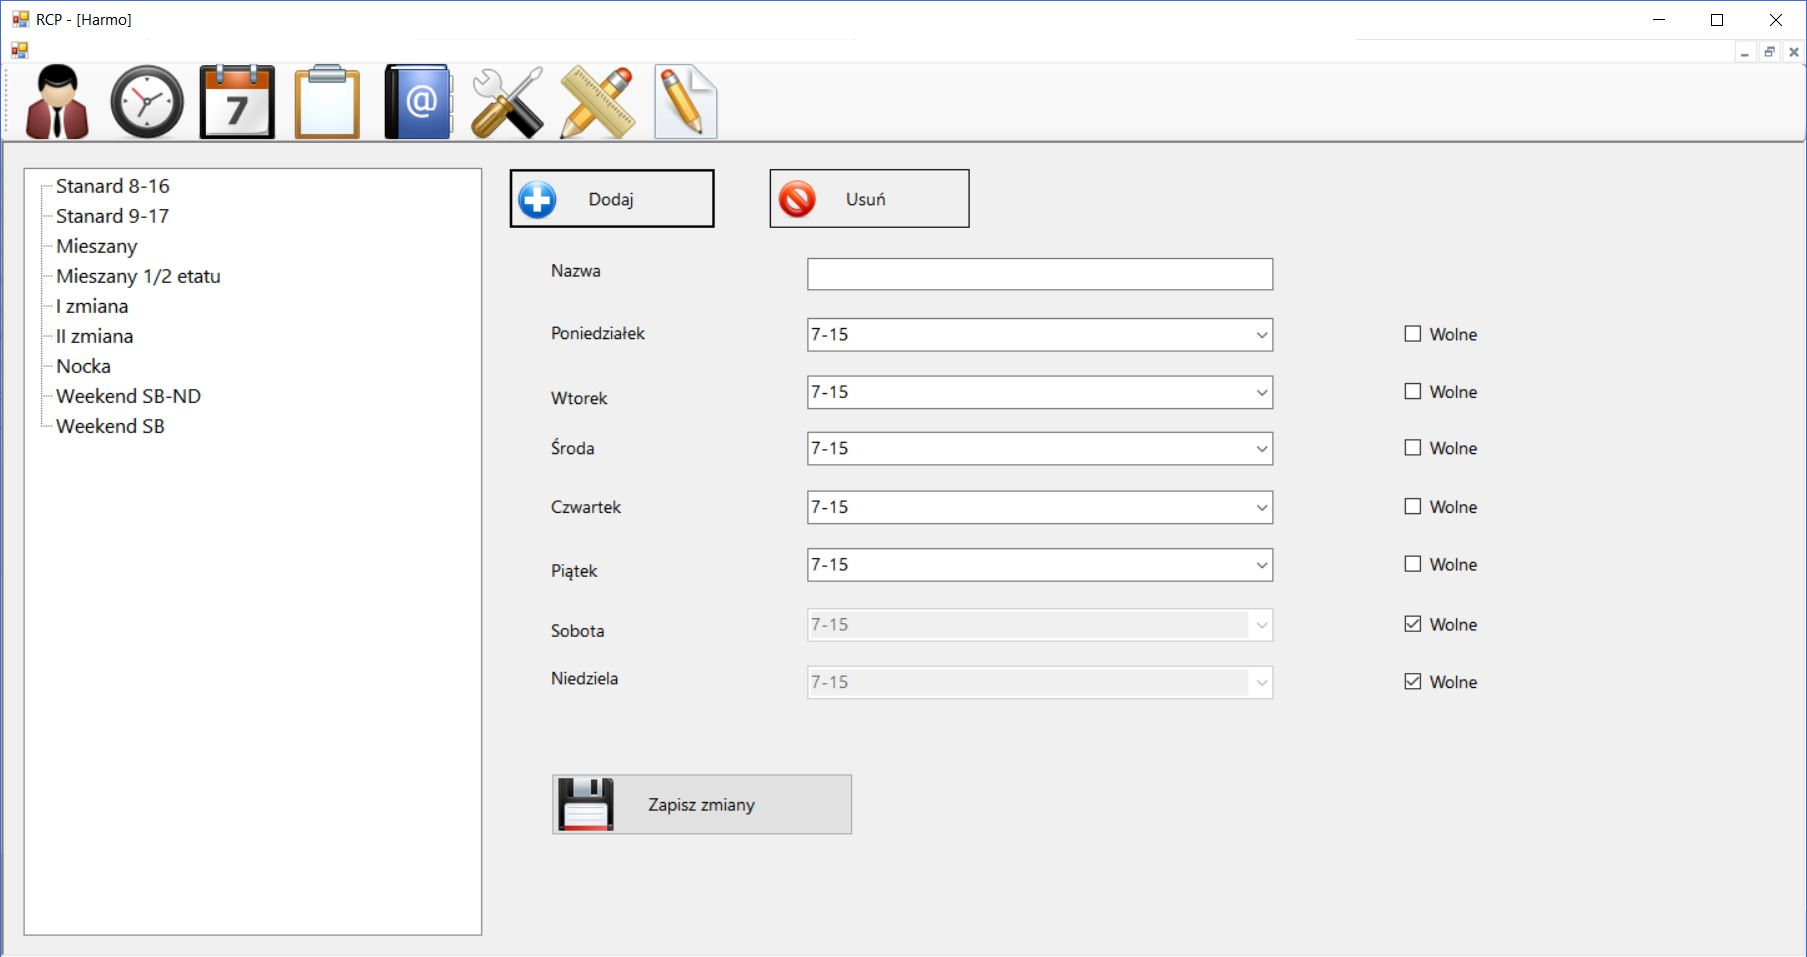 RCP - [Harmo]
7
@
Stanard 8-16
Stanard 9-17
Mieszany
Mieszany 1/2 etatu
I zmiana
II zmiana
Nocka
Weekend SB-ND
Weekend SB
Dodaj
Usuń
Nazwa
Poniedziałek 7-15 Wolne
Wtorek 7-15 Wolne
Środa 7-15 Wolne
Czwartek 7-15 Wolne
Piątek 7-15 Wolne
Sobota 7-15 Wolne
Niedziela 7-15 Wolne
Zapisz zmiany